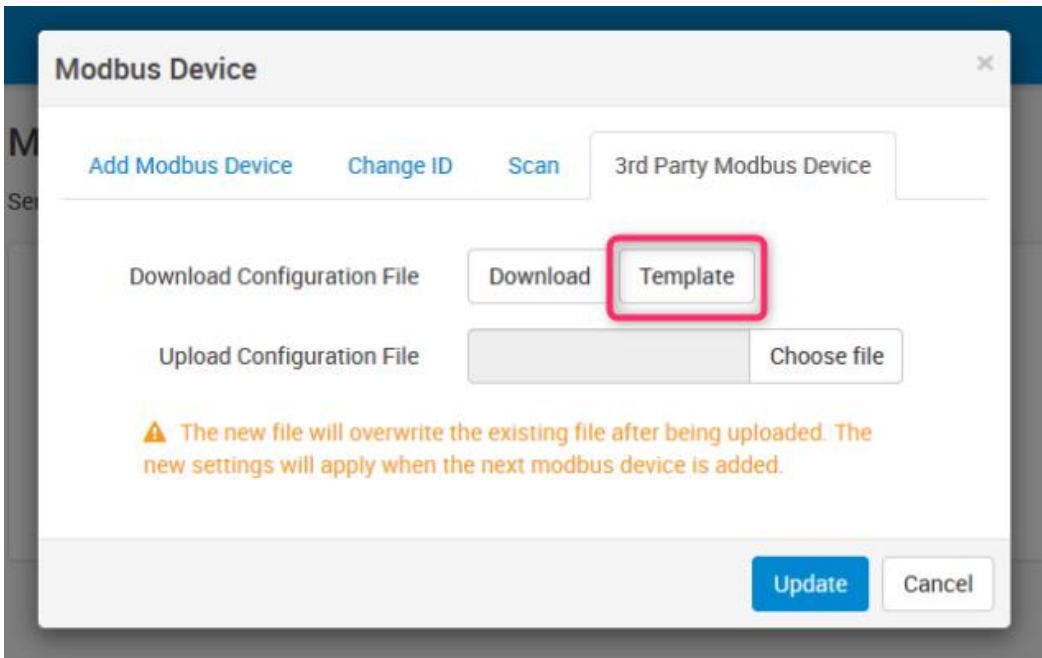 Modbus Device
×
M
Add Modbus Device Change ID Scan 3rd Party Modbus Device
Ser
Download Configuration File Download Template
Upload Configuration File Choose file
The new file will overwrite the existing file after being uploaded. The
new settings will apply when the next modbus device is added.
Update Cancel